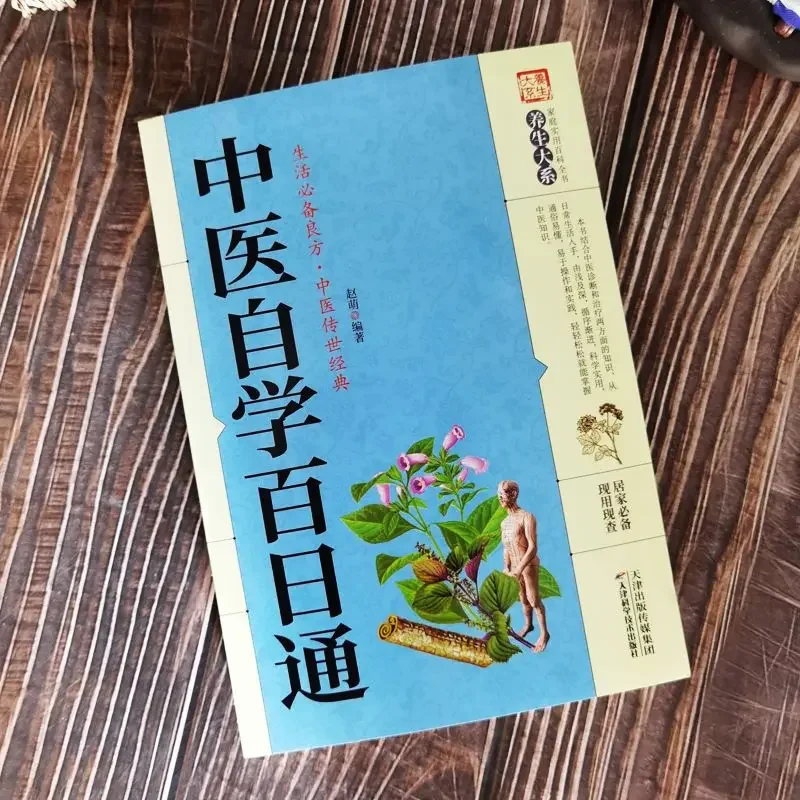 中医自学百日通
生活必备良方·中医传世经典
赵萌 编著
養生
大系
家庭实用百科全书
养生大系
本书结合中医诊断和治疗两方面的知识,从
日常生活入手,由浅及深,循序渐进,科学实用,
通俗易懂,易于操作和实践,轻轻松松就能掌握
中医知识。
居家必备
现用现查
天津出版传媒集团
天津科学技术出版社